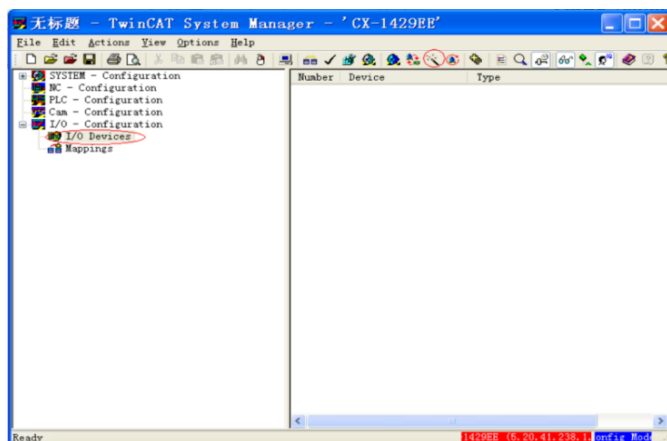 无标题 - TwinCAT System Manager - 'CX-1429EE'
File Edit Actions View Options Help
SYSTEM - Configuration
NC - Configuration
PLC - Configuration
Cam - Configuration
I/O - Configuration
I/O Devices
Mappings
Number Device Type
Ready
1429EE (5.20.41.238.1. onfig Mod